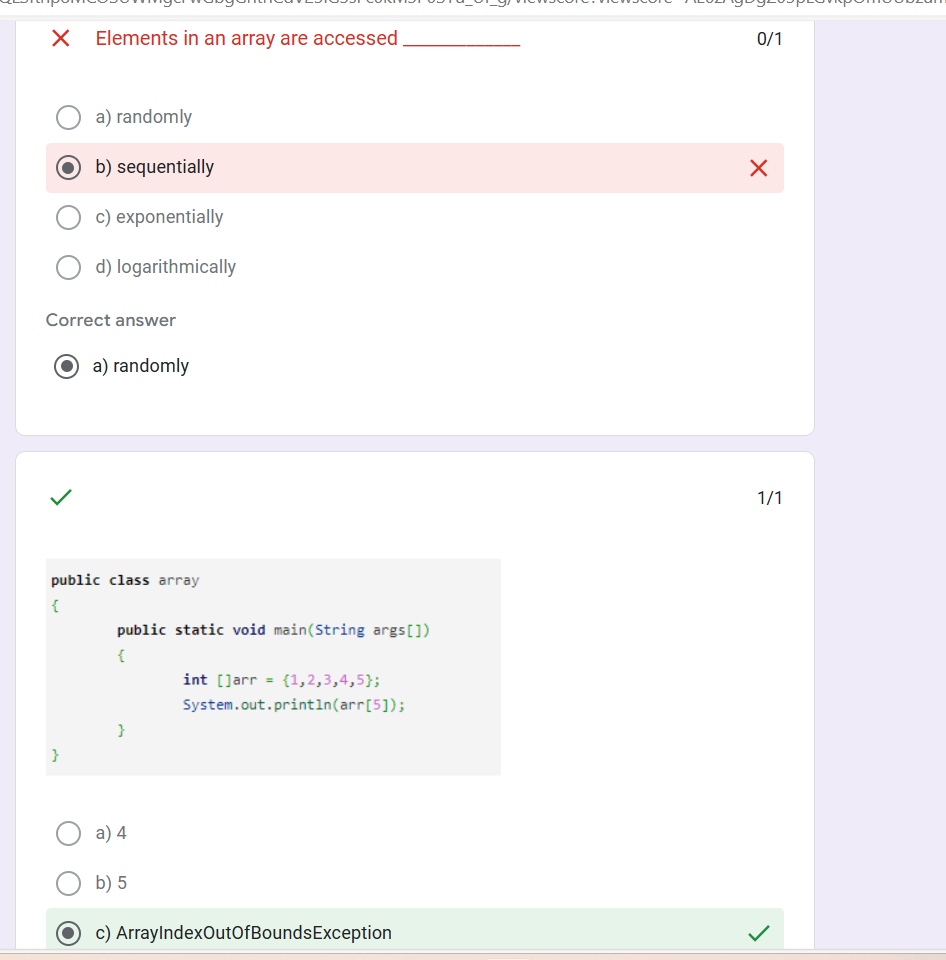 Elements in an array are accessed _____________
0/1
a) randomly
b) sequentially
c) exponentially
d) logarithmically
Correct answer
a) randomly
1/1
public class array
{
public static void main(String args[])
{
int []arr = {1,2,3,4,5};
System.out.println(arr[5]);
}
}
a) 4
b) 5
c) ArrayIndexOutOfBoundsException